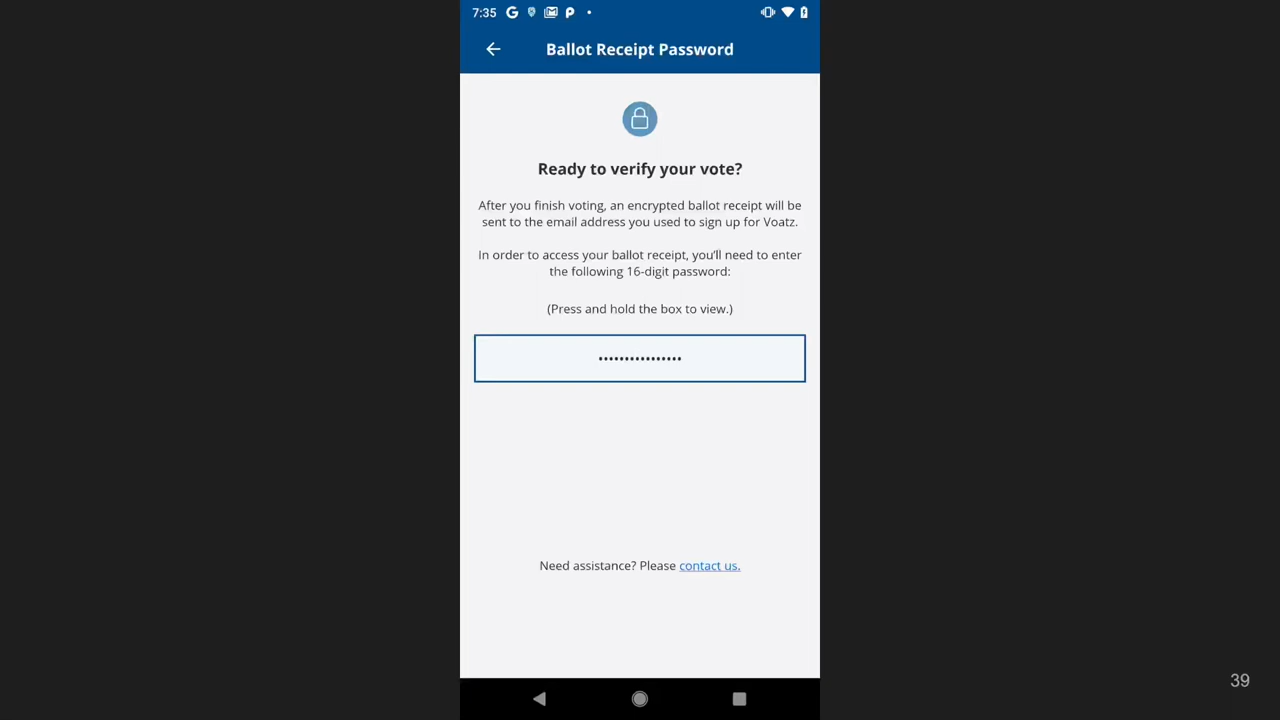 7:35
Ballot Receipt Password
Ready to verify your vote?
After you finish voting, an encrypted ballot receipt will be
sent to the email address you used to sign up for Voatz.
In order to access your ballot receipt, you'll need to enter
the following 16-digit password:
(Press and hold the box to view.)
••••••••••••••••
Need assistance? Please contact us.
39